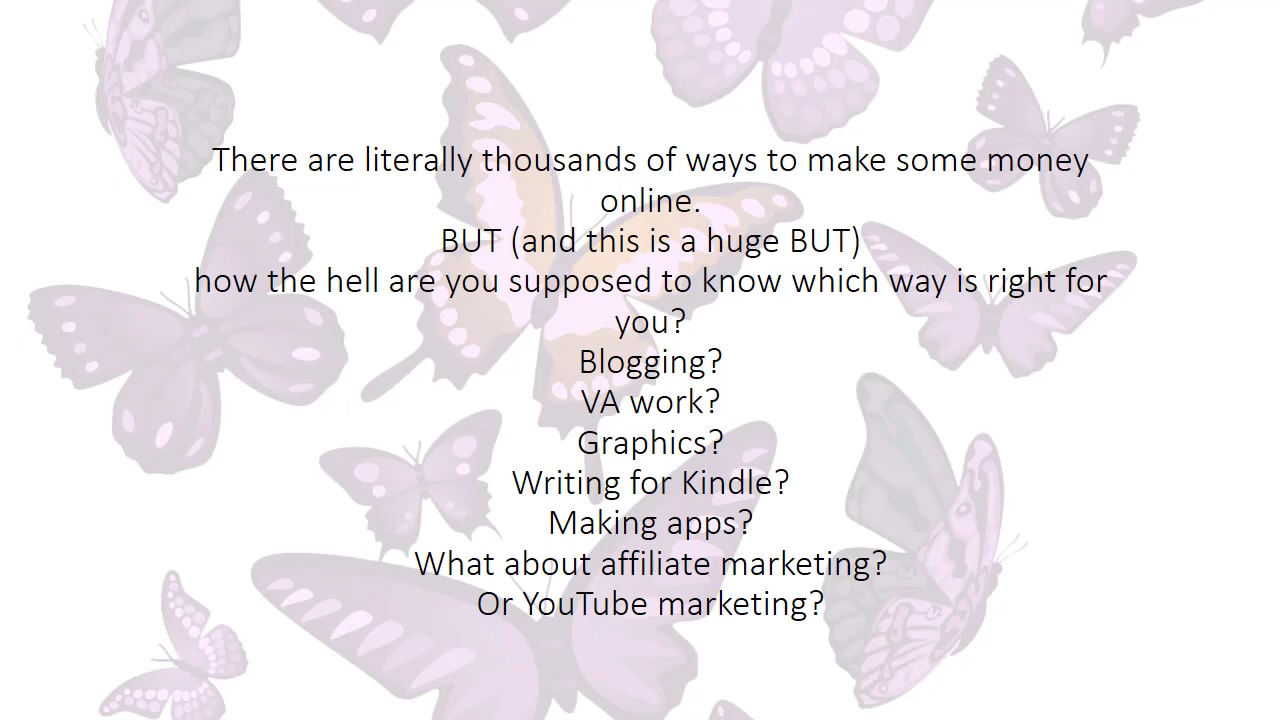 There are literally thousands of ways to make some money
online.
BUT (and this is a huge BUT)
how the hell are you supposed to know which way is right for
you?
Blogging?
VA work?
Graphics?
Writing for Kindle?
Making apps?
What about affiliate marketing?
Or YouTube marketing?